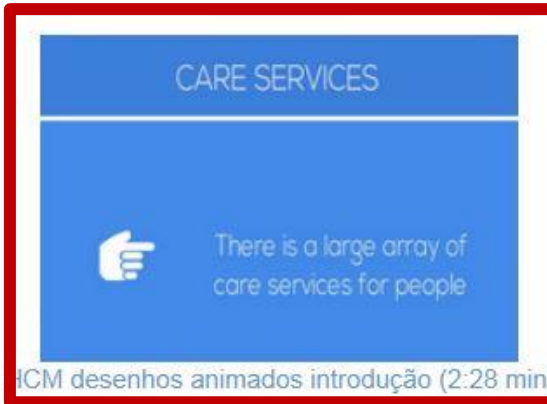 CARE SERVICES
There is a large array of
care services for people
HCM desenhos animados introdução (2:28 min